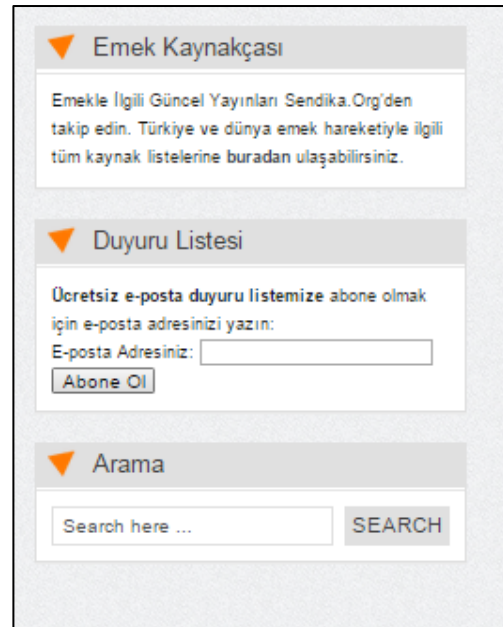 Emek Kaynakçası
Emekle İlgili Güncel Yayınları Sendika.Org'den
takip edin. Türkiye ve dünya emek hareketiyle ilgili
tüm kaynak listelerine buradan ulaşabilirsiniz.
Duyuru Listesi
Ücretsiz e-posta duyuru listemize abone olmak
için e-posta adresinizi yazın:
E-posta Adresiniz:
Abone Ol
Arama
Search here ... SEARCH